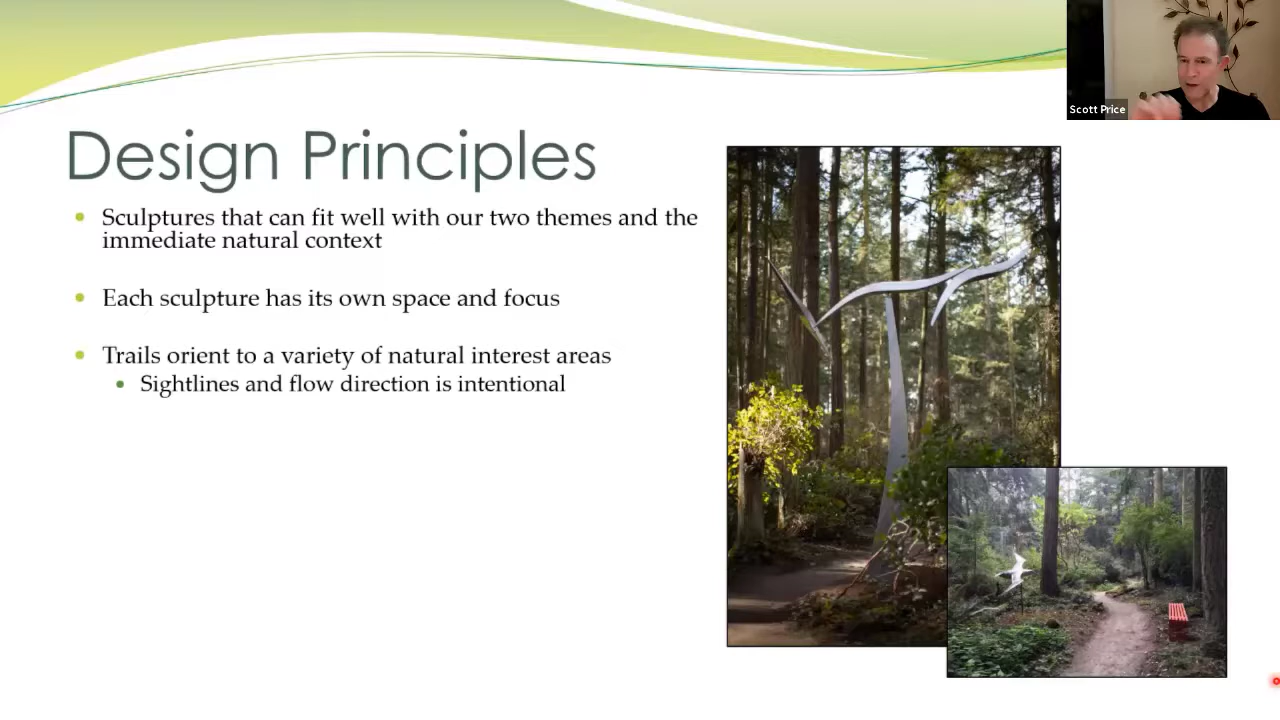 Scott Price
Design Principles
Sculptures that can fit well with our two themes and the
immediate natural context
Each sculpture has its own space and focus
Trails orient to a variety of natural interest areas
Sightlines and flow direction is intentional